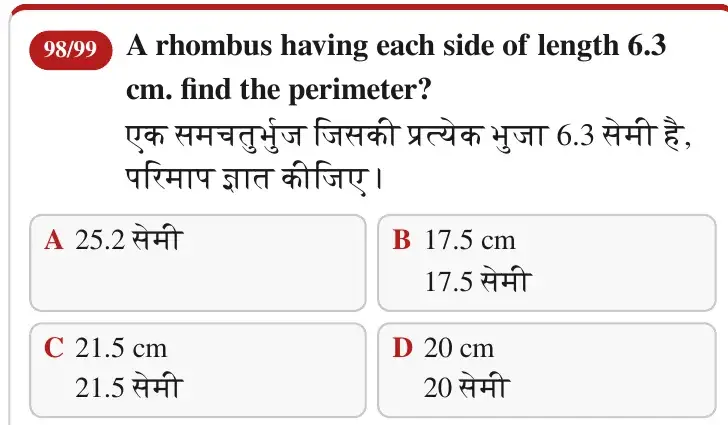 98/99 A rhombus having each side of length 6.3
cm. find the perimeter?
एक समचतुर्भुज जिसकी प्रत्येक भुजा 6.3 सेमी है,
परिमाप ज्ञात कीजिए।
A 25.2 सेमी
B 17.5 cm
17.5 सेमी
C 21.5 cm
21.5 सेमी
D 20 cm
20 सेमी